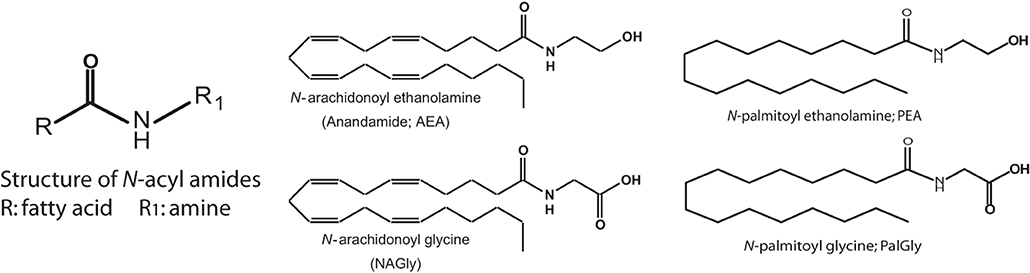 O
R
N
H
R1
Structure of N-acyl amides
R: fatty acid R1: amine
O
N
H
OH
N-arachidonoyl ethanolamine
(Anandamide; AEA)
O
N
H
OH
N-palmitoyl ethanolamine; PEA
O
N
H
OH
O
N-arachidonoyl glycine
(NAGly)
O
N
H
OH
O
N-palmitoyl glycine; PalGly